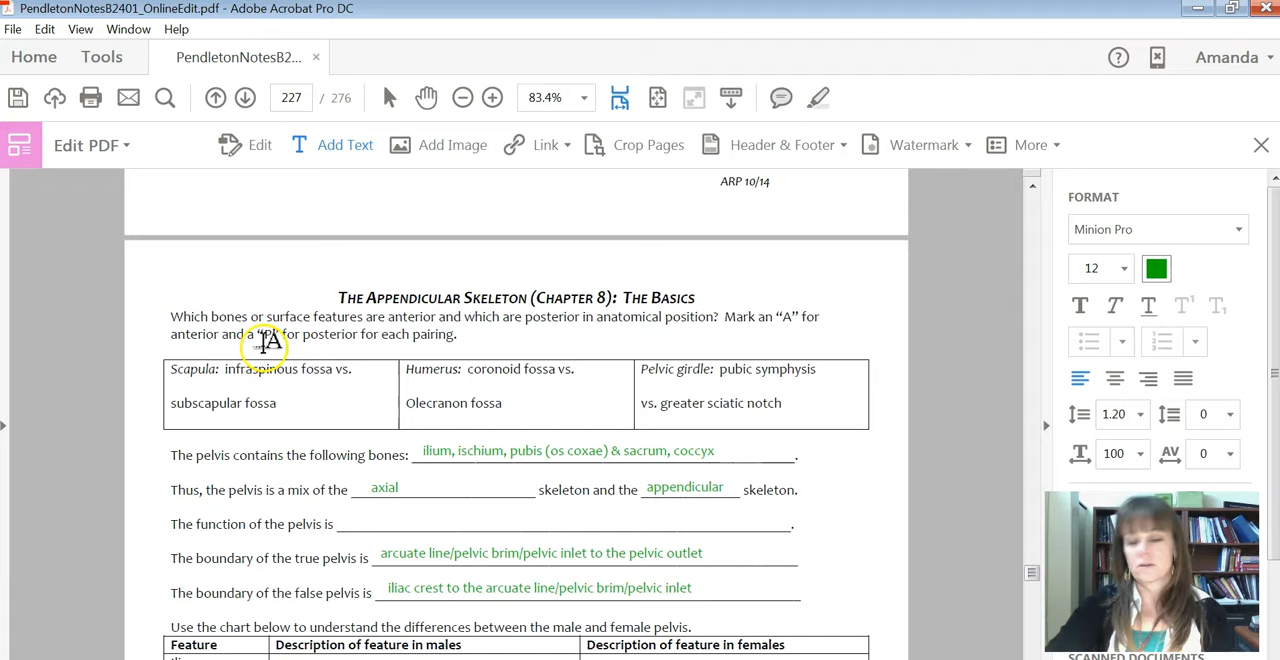 PendletonNotesB2401_OnlineEdit.pdf - Adobe Acrobat Pro DC
File Edit View Window Help
Home Tools PendletonNotesB2... × Amanda
227 / 276 83.4%
Edit PDF Edit Add Text Add Image Link Crop Pages Header & Footer Watermark More
ARP 10/14
FORMAT
Minion Pro
12
THE APPENDICULAR SKELETON (CHAPTER 8): THE BASICS
Which bones or surface features are anterior and which are posterior in anatomical position? Mark an “A” for
anterior and a “P” for posterior for each pairing.
Scapula: infraspinous fossa vs.
subscapular fossa
Humerus: coronoid fossa vs.
Olecranon fossa
Pelvic girdle: pubic symphysis
vs. greater sciatic notch
The pelvis contains the following bones: ilium, ischium, pubis (os coxae) & sacrum, coccyx.
Thus, the pelvis is a mix of the axial skeleton and the appendicular skeleton.
The function of the pelvis is .
The boundary of the true pelvis is arcuate line/pelvic brim/pelvic inlet to the pelvic outlet
The boundary of the false pelvis is iliac crest to the arcuate line/pelvic brim/pelvic inlet
Use the chart below to understand the differences between the male and female pelvis.
Feature Description of feature in males Description of feature in females
1.20 0
100 AV 0